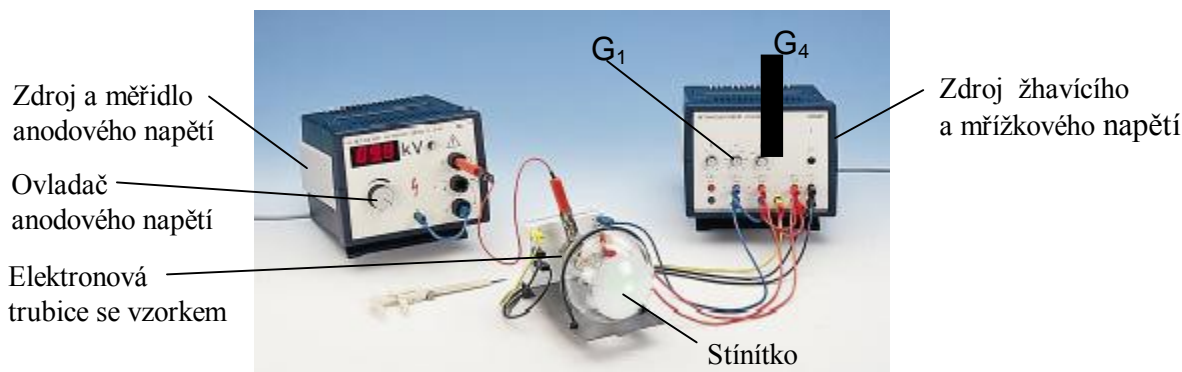 G1
G4
Zdroj a měřidlo
anodového napětí
Ovladač
anodového napětí
Elektronová
trubice se vzorkem
kV
Zdroj žhavícího
a mřížkového napětí
Stínítko